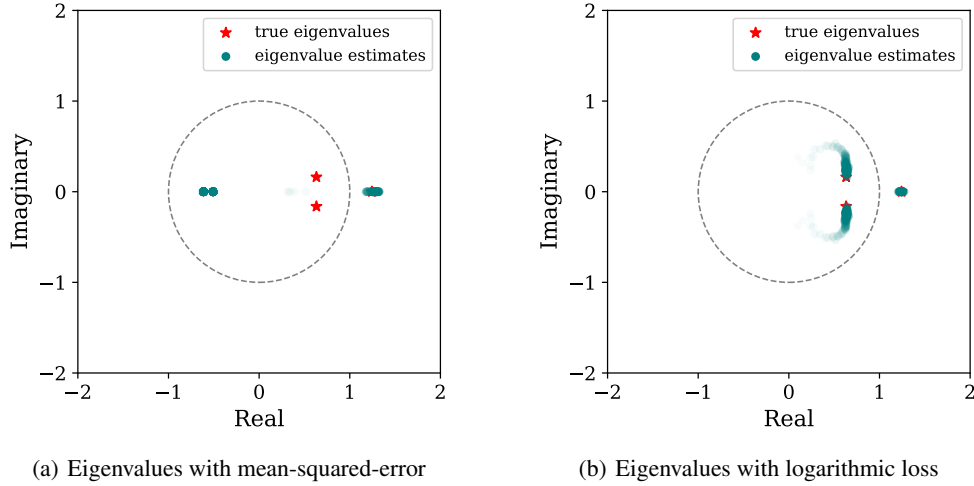 2
1
0
−1
−2
Imaginary
−2
−1
0
1
2
Real
true eigenvalues
eigenvalue estimates
(a) Eigenvalues with mean-squared-error
2
1
0
−1
−2
Imaginary
−2
−1
0
1
2
Real
true eigenvalues
eigenvalue estimates
(b) Eigenvalues with logarithmic loss